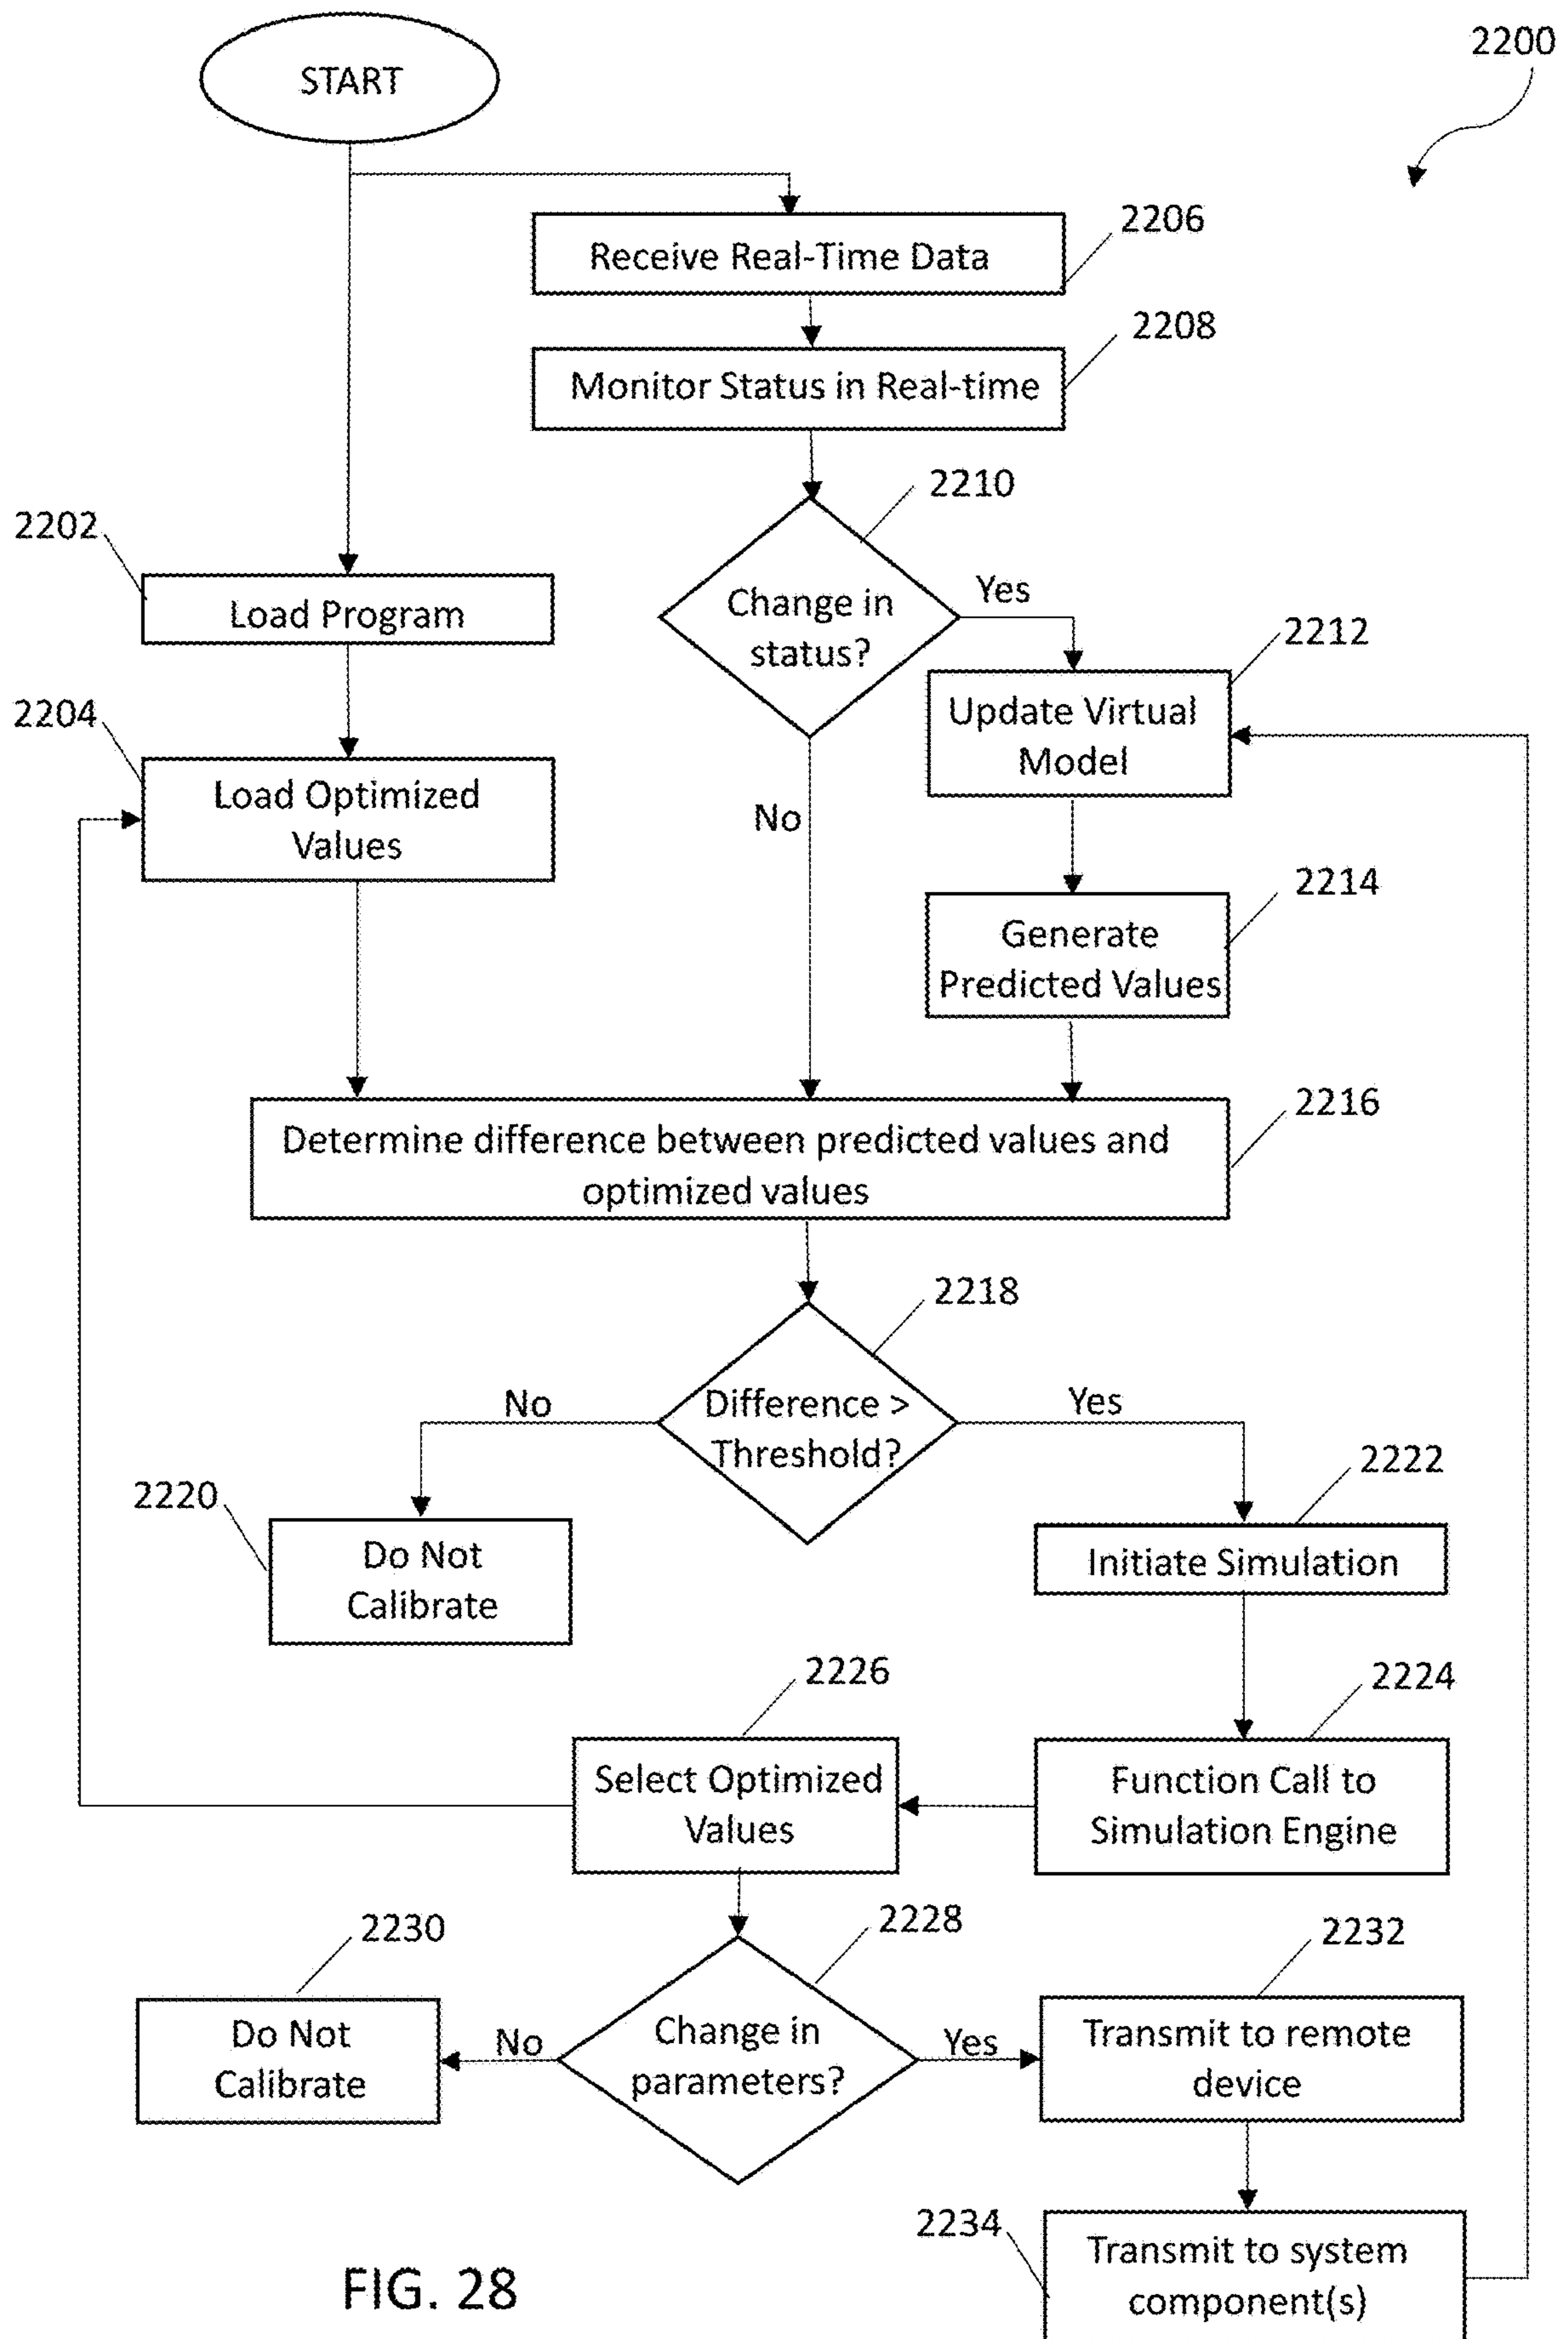 2200
START
2206
Receive Real-Time Data
2208
Monitor Status in Real-time
2210
2202
Change in
status?
Yes
Load Program
2212
2204
Update Virtual
Model
Load Optimized
Values
No
2214
Generate
Predicted Values
2216
Determine difference between predicted values and
optimized values
2218
No
Difference >
Threshold?
Yes
2222
2220
Do Not
Calibrate
Initiate Simulation
2226
2224
Select Optimized
Values
Function Call to
Simulation Engine
2230
2228
2232
Do Not
Calibrate
No
Change in
parameters?
Yes
Transmit to remote
device
2234
Transmit to system
component(s)
FIG. 28